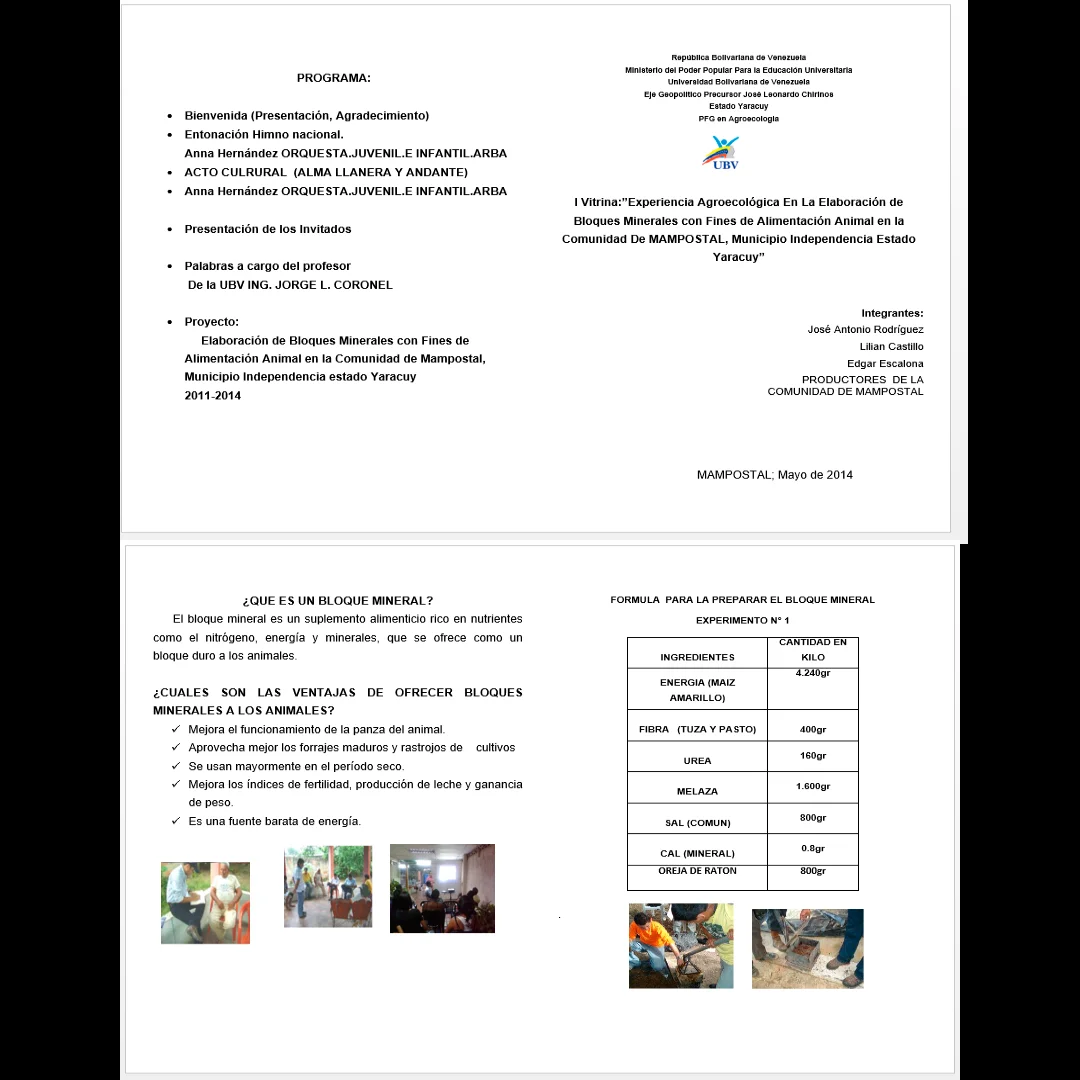 PROGRAMA:
• Bienvenida (Presentación, Agradecimiento)
• Entonación Himno nacional.
Anna Hernández ORQUESTA.JUVENIL.E INFANTIL.ARBA
• ACTO CULRURAL (ALMA LLANERA Y ANDANTE)
• Anna Hernández ORQUESTA.JUVENIL.E INFANTIL.ARBA
• Presentación de los Invitados
• Palabras a cargo del profesor
De la UBV ING. JORGE L. CORONEL
• Proyecto:
Elaboración de Bloques Minerales con Fines de
Alimentación Animal en la Comunidad de Mampostal,
Municipio Independencia estado Yaracuy
2011-2014
República Bolivariana de Venezuela
Ministerio del Poder Popular Para la Educación Universitaria
Universidad Bolivariana de Venezuela
Eje Geopolítico Precursor José Leonardo Chirinos
Estado Yaracuy
PFG en Agroecología
UBV
I Vitrina:”Experiencia Agroecológica En La Elaboración de
Bloques Minerales con Fines de Alimentación Animal en la
Comunidad De MAMPOSTAL, Municipio Independencia Estado
Yaracuy”
Integrantes:
José Antonio Rodríguez
Lilian Castillo
Edgar Escalona
PRODUCTORES DE LA
COMUNIDAD DE MAMPOSTAL
MAMPOSTAL; Mayo de 2014
¿QUE ES UN BLOQUE MINERAL?
El bloque mineral es un suplemento alimenticio rico en nutrientes
como el nitrógeno, energía y minerales, que se ofrece como un
bloque duro a los animales.
¿CUALES SON LAS VENTAJAS DE OFRECER BLOQUES
MINERALES A LOS ANIMALES?
✓ Mejora el funcionamiento de la panza del animal.
✓ Aprovecha mejor los forrajes maduros y rastrojos de cultivos
✓ Se usan mayormente en el período seco.
✓ Mejora los índices de fertilidad, producción de leche y ganancia
de peso.
✓ Es una fuente barata de energía.
FORMULA PARA LA PREPARAR EL BLOQUE MINERAL
EXPERIMENTO N° 1
INGREDIENTES CANTIDAD EN
KILO
ENERGIA (MAIZ
AMARILLO) 4.240gr
FIBRA (TUZA Y PASTO) 400gr
UREA 160gr
MELAZA 1.600gr
SAL (COMUN) 800gr
CAL (MINERAL) 0.8gr
OREJA DE RATON 800gr